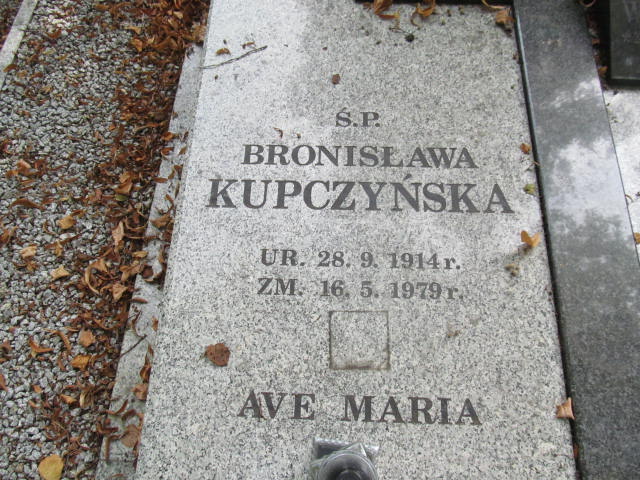 Ś.P.
BRONISŁAWA
KUPCZYŃSKA
UR. 28. 9. 1914 r.
ZM. 16. 5. 1979 r.
AVE MARIA